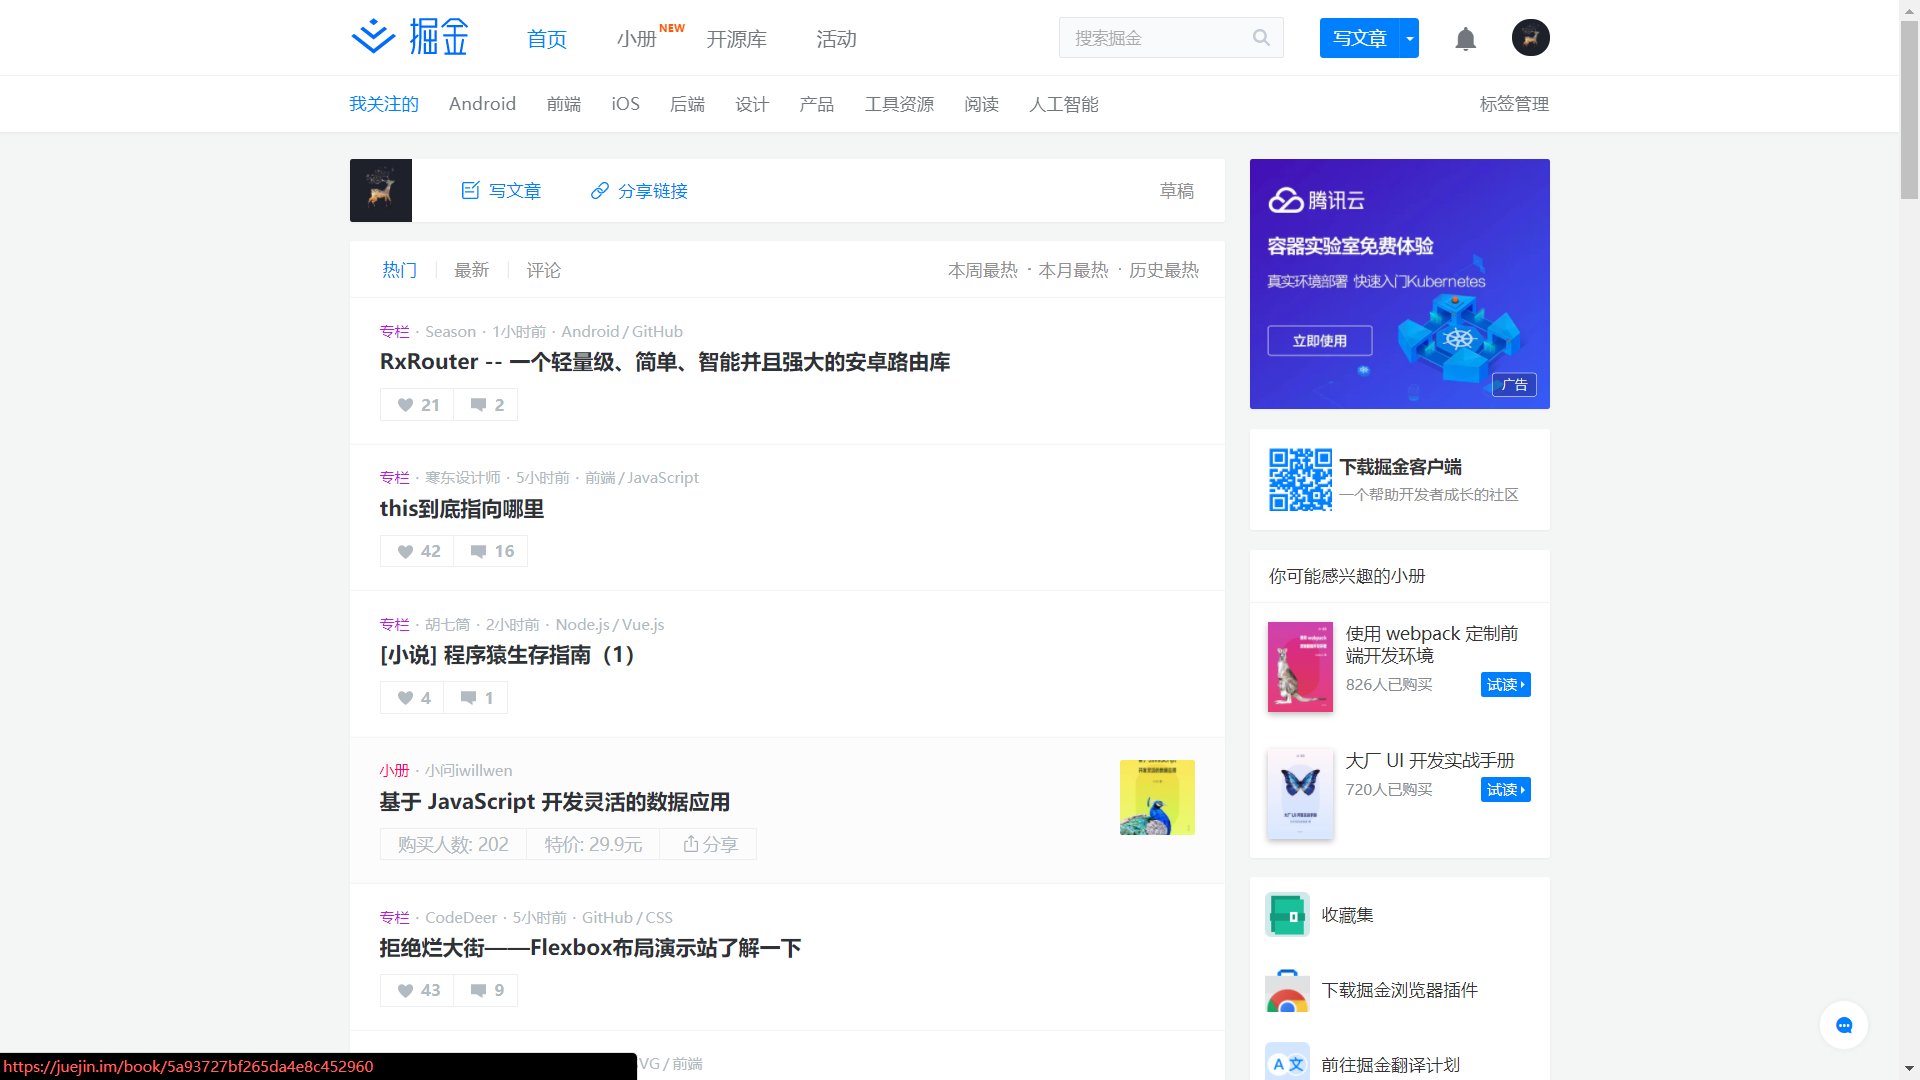 掘金
首页
小册 NEW
开源库
活动
搜索掘金
写文章
我关注的
Android
前端
iOS
后端
设计
产品
工具资源
阅读
人工智能
标签管理
写文章
分享链接
草稿
热门
最新
评论
本周最热 · 本月最热 · 历史最热
专栏 · Season · 1小时前 · Android / GitHub
RxRouter -- 一个轻量级、简单、智能并且强大的安卓路由库
21
2
专栏 · 寒东设计师 · 5小时前 · 前端 / JavaScript
this到底指向哪里
42
16
专栏 · 胡七筒 · 2小时前 · Node.js / Vue.js
[小说] 程序猿生存指南（1）
4
1
小册 · 小问iwillwen
基于 JavaScript 开发灵活的数据应用
购买人数: 202
特价: 29.9元
分享
开发灵活的数据应用
专栏 · CodeDeer · 5小时前 · GitHub / CSS
拒绝烂大街——Flexbox布局演示站了解一下
43
9
VG / 前端
https://juejin.im/book/5a93727bf265da4e8c452960
腾讯云
容器实验室免费体验
真实环境部署 快速入门Kubernetes
立即使用
广告
下载掘金客户端
一个帮助开发者成长的社区
你可能感兴趣的小册
使用 webpack 定制前
端开发环境
826人已购买
试读
大厂 UI 开发实战手册
720人已购买
试读
收藏集
下载掘金浏览器插件
A 文
前往掘金翻译计划